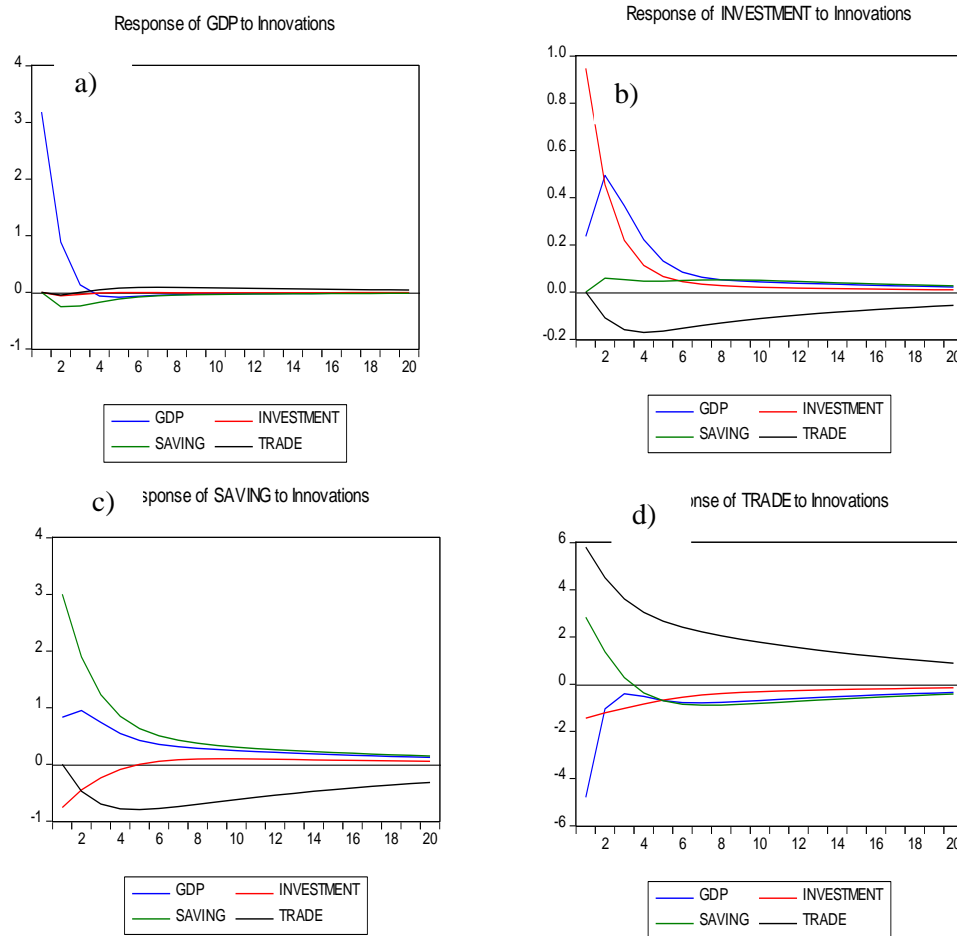 Response of GDP to Innovations
a)
4
3
2
1
0
-1
2 4 6 8 10 12 14 16 18 20
GDP INVESTMENT
SAVING TRADE
Response of INVESTMENT to Innovations
b)
1.0
0.8
0.6
0.4
0.2
0.0
-0.2
2 4 6 8 10 12 14 16 18 20
GDP INVESTMENT
SAVING TRADE
c) sponse of SAVING to Innovations
4
3
2
1
0
-1
2 4 6 8 10 12 14 16 18 20
GDP INVESTMENT
SAVING TRADE
d) nse of TRADE to Innovations
6
4
2
0
-2
-4
-6
2 4 6 8 10 12 14 16 18 20
GDP INVESTMENT
SAVING TRADE